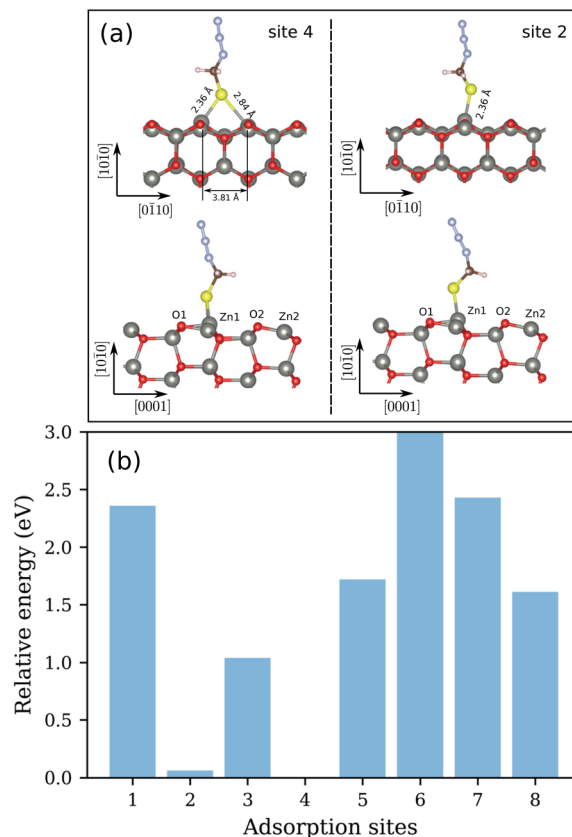 (a)
site 4
site 2
2.36 Å
2.84 Å
2.36 Å
[101̄0]
3.81 Å
[01̄10]
[101̄0]
[01̄10]
O1
Zn1
O2
Zn2
O1
Zn1
O2
Zn2
[101̄0]
[0001]
[101̄0]
[0001]
(b)
Relative energy (eV)
3.0
2.5
2.0
1.5
1.0
0.5
0.0
1 2 3 4 5 6 7 8
Adsorption sites